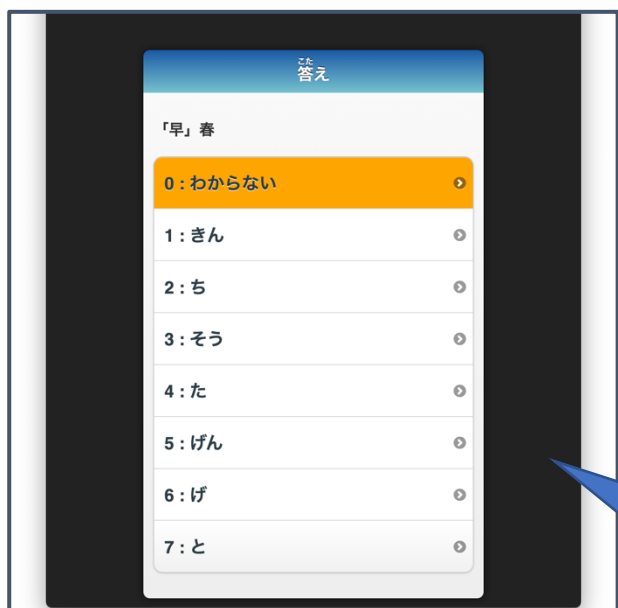 こた
答え
「早」春
0 : わからない
1 : きん
2 : ち
3 : そう
4 : た
5 : げん
6 : げ
7 : と